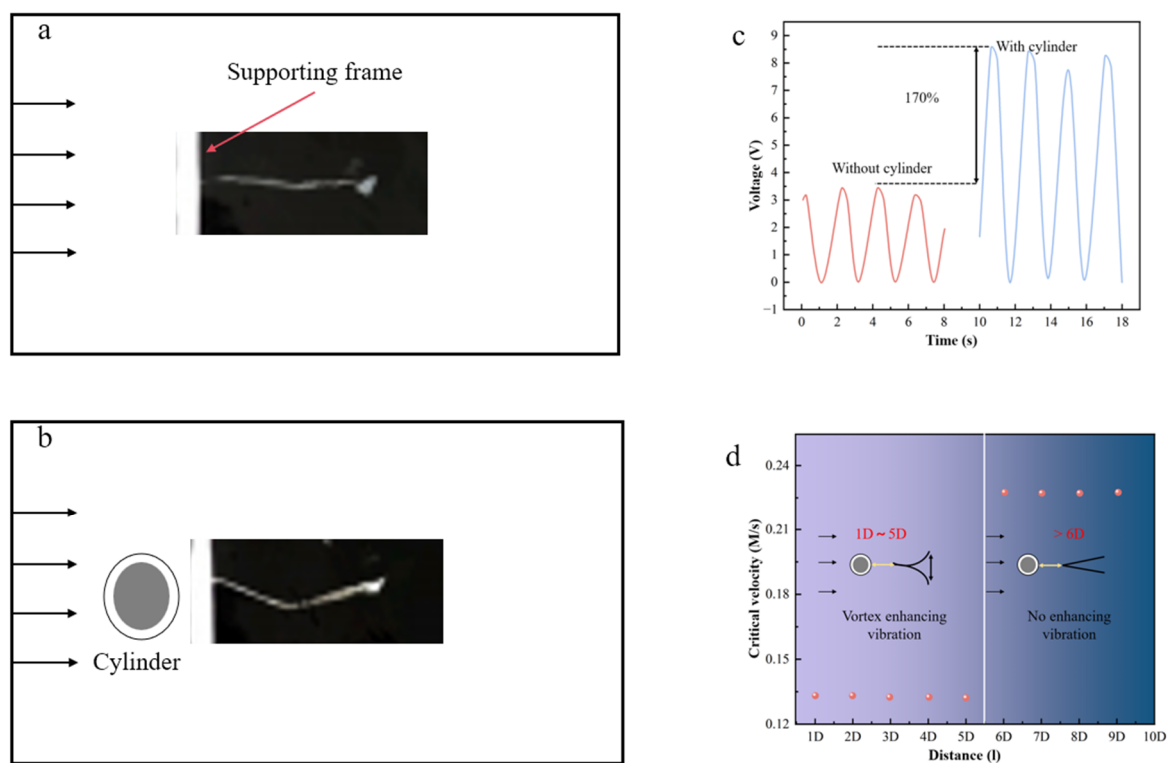 a
Supporting frame
b
Cylinder
c
Voltage (V)
9
8
7
6
5
4
3
2
1
0
−1
With cylinder
170%
Without cylinder
0 2 4 6 8 10 12 14 16 18
Time (s)
d
Critical velocity (M/s)
0.24
0.21
0.18
0.15
0.12
1D ~ 5D
> 6D
Vortex enhancing
vibration
No enhancing
vibration
1D 2D 3D 4D 5D 6D 7D 8D 9D 10D
Distance (l)